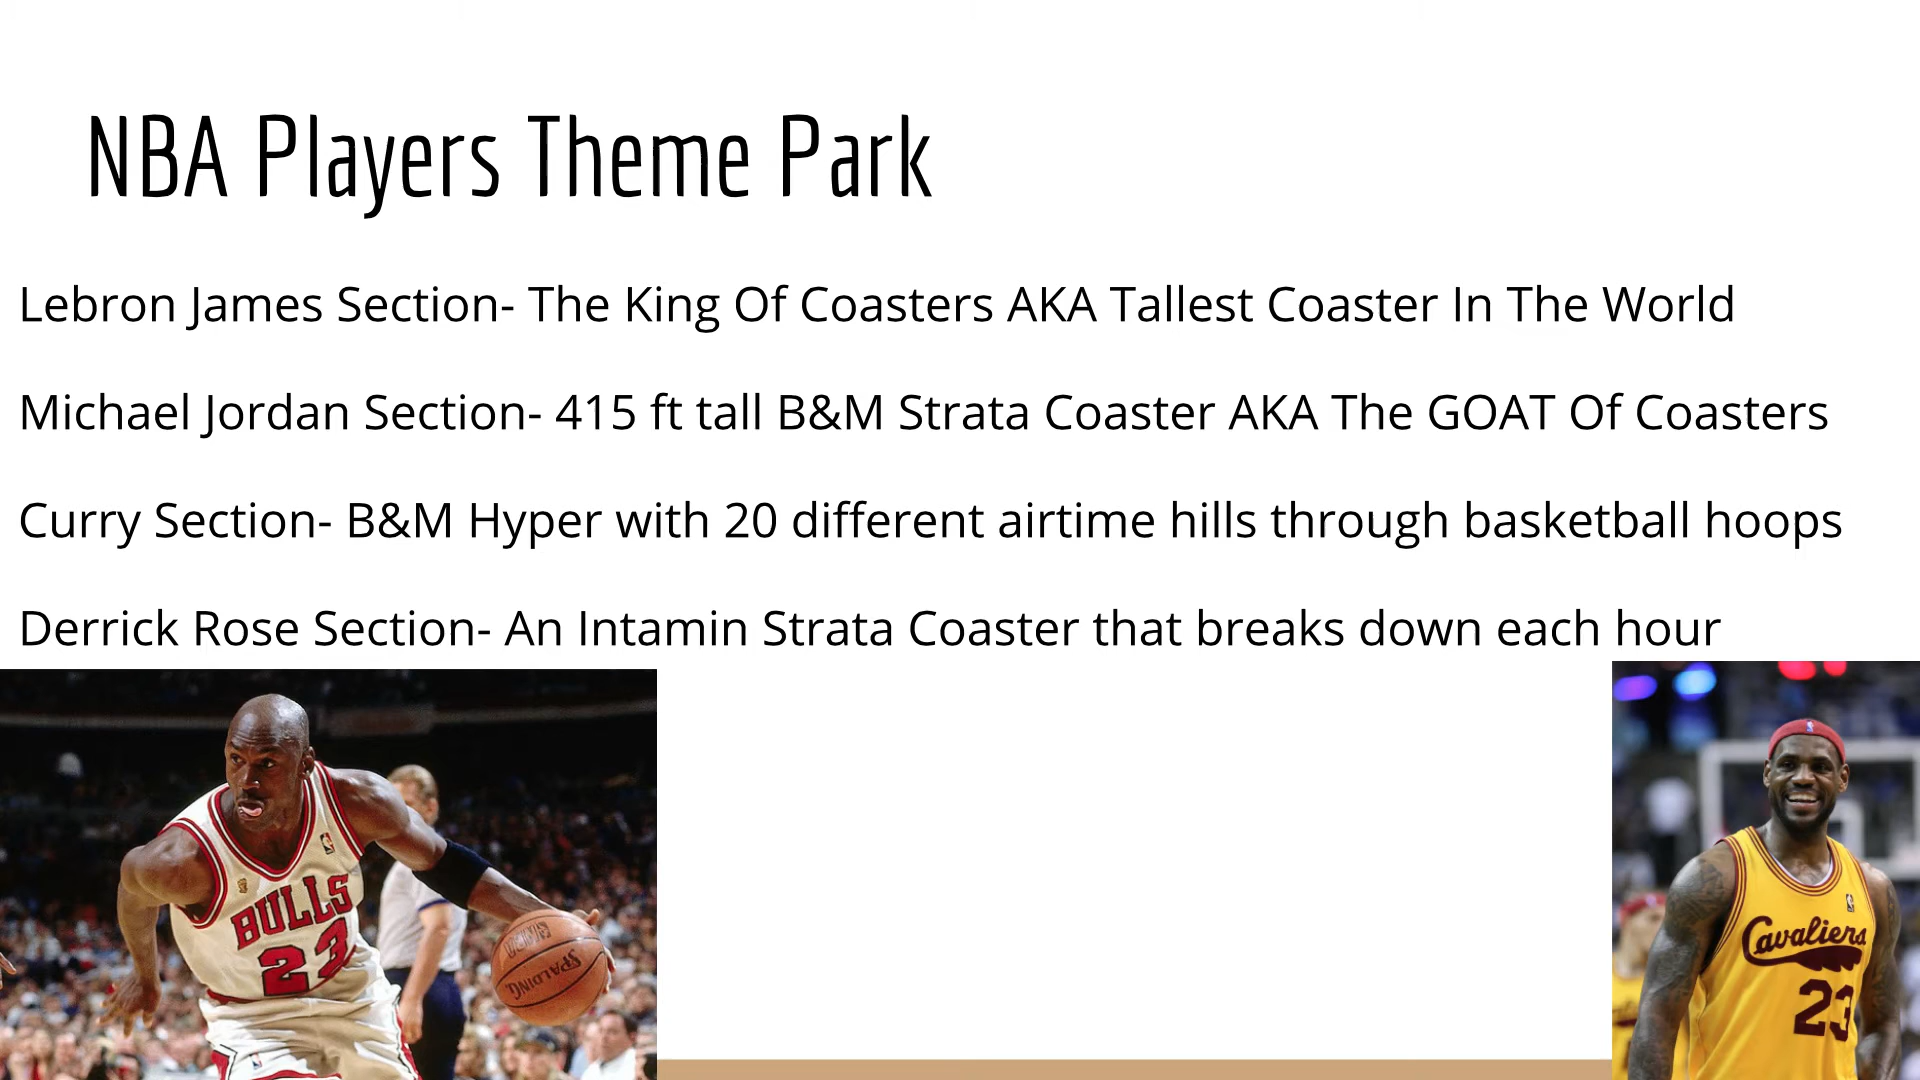 NBA Players Theme Park
Lebron James Section- The King Of Coasters AKA Tallest Coaster In The World
Michael Jordan Section- 415 ft tall B&M Strata Coaster AKA The GOAT Of Coasters
Curry Section- B&M Hyper with 20 different airtime hills through basketball hoops
Derrick Rose Section- An Intamin Strata Coaster that breaks down each hour
BULLS
23
SPALDING
Cavaliers
23